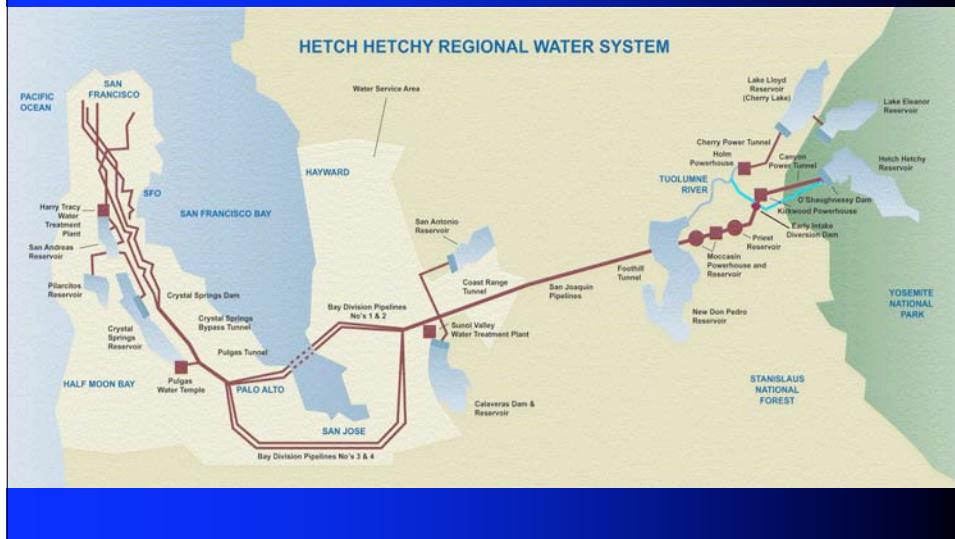 HETCH HETCHY REGIONAL WATER SYSTEM
PACIFIC
OCEAN
SAN
FRANCISCO
Water Service Area
Lake Lloyd
Reservoir
(Cherry Lake)
Lake Eleanor
Reservoir
Cherry Power Tunnel
Holm
Powerhouse
Canyon
Power Tunnel
Hetch Hetchy
Reservoir
HAYWARD
TUOLUMNE
RIVER
SFO
O'Shaughnessy Dam
Kirkwood Powerhouse
Harry Tracy
Water
Treatment
Plant
SAN FRANCISCO BAY
San Antonio
Reservoir
Early Intake
Diversion Dam
San Andreas
Reservoir
Priest
Reservoir
Moccasin
Powerhouse and
Reservoir
Pilarcitos
Reservoir
Crystal Springs Dam
Coast Range
Tunnel
Foothill
Tunnel
San Joaquin
Pipelines
YOSEMITE
NATIONAL
PARK
Bay Division Pipelines
No's 1 & 2
New Don Pedro
Reservoir
Crystal Springs
Bypass Tunnel
Crystal
Springs
Reservoir
Sunol Valley
Water Treatment Plant
Pulgas Tunnel
HALF MOON BAY
Pulgas
Water Temple
PALO ALTO
STANISLAUS
NATIONAL
FOREST
Calaveras Dam &
Reservoir
SAN JOSE
Bay Division Pipelines No's 3 & 4